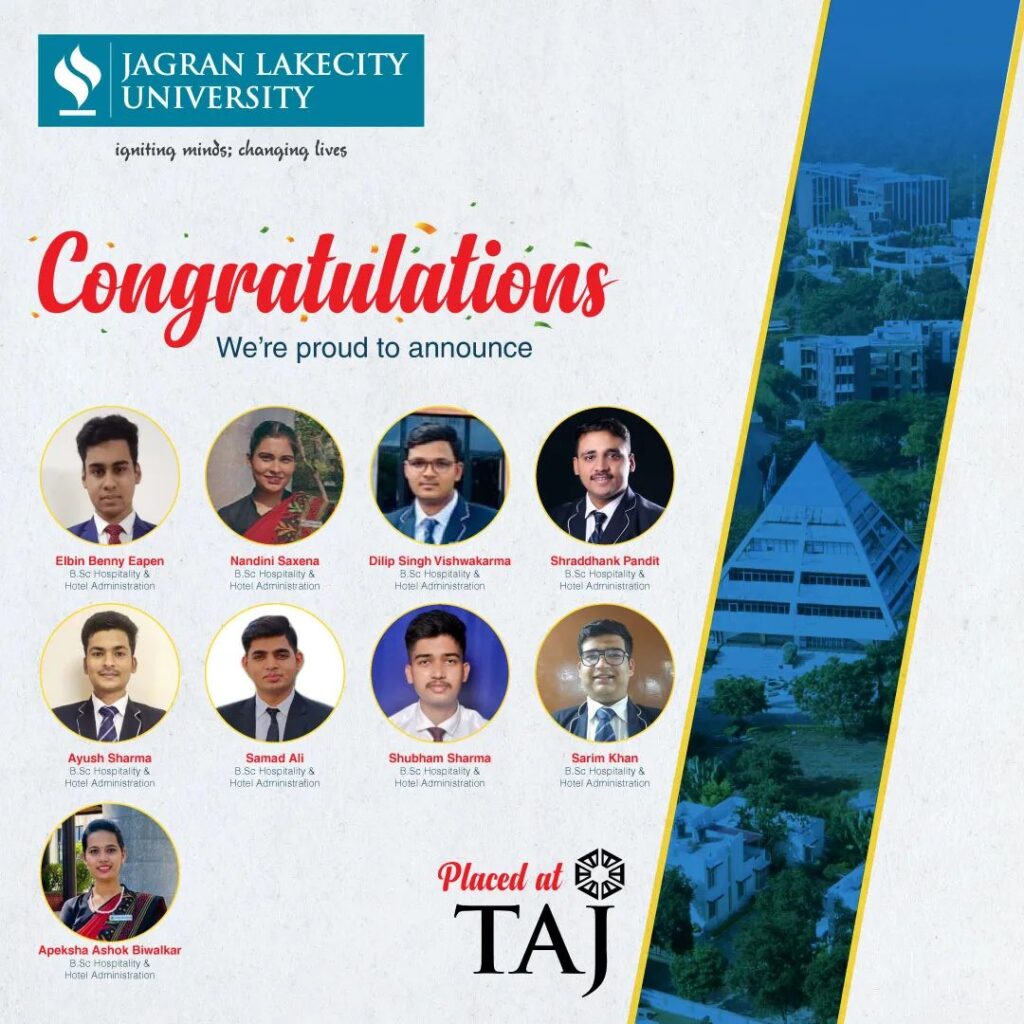 JAGRAN LAKECITY
UNIVERSITY
igniting minds; changing lives
Congratulations
We're proud to announce
Elbin Benny Eapen
B.Sc Hospitality &
Hotel Administration
Nandini Saxena
B.Sc Hospitality &
Hotel Administration
Dilip Singh Vishwakarma
B.Sc Hospitality &
Hotel Administration
Shraddhank Pandit
B.Sc Hospitality &
Hotel Administration
Ayush Sharma
B.Sc Hospitality &
Hotel Administration
Samad Ali
B.Sc Hospitality &
Hotel Administration
Shubham Sharma
B.Sc Hospitality &
Hotel Administration
Sarim Khan
B.Sc Hospitality &
Hotel Administration
Apeksha Ashok Biwalkar
B.Sc Hospitality &
Hotel Administration
Placed at
TAJ